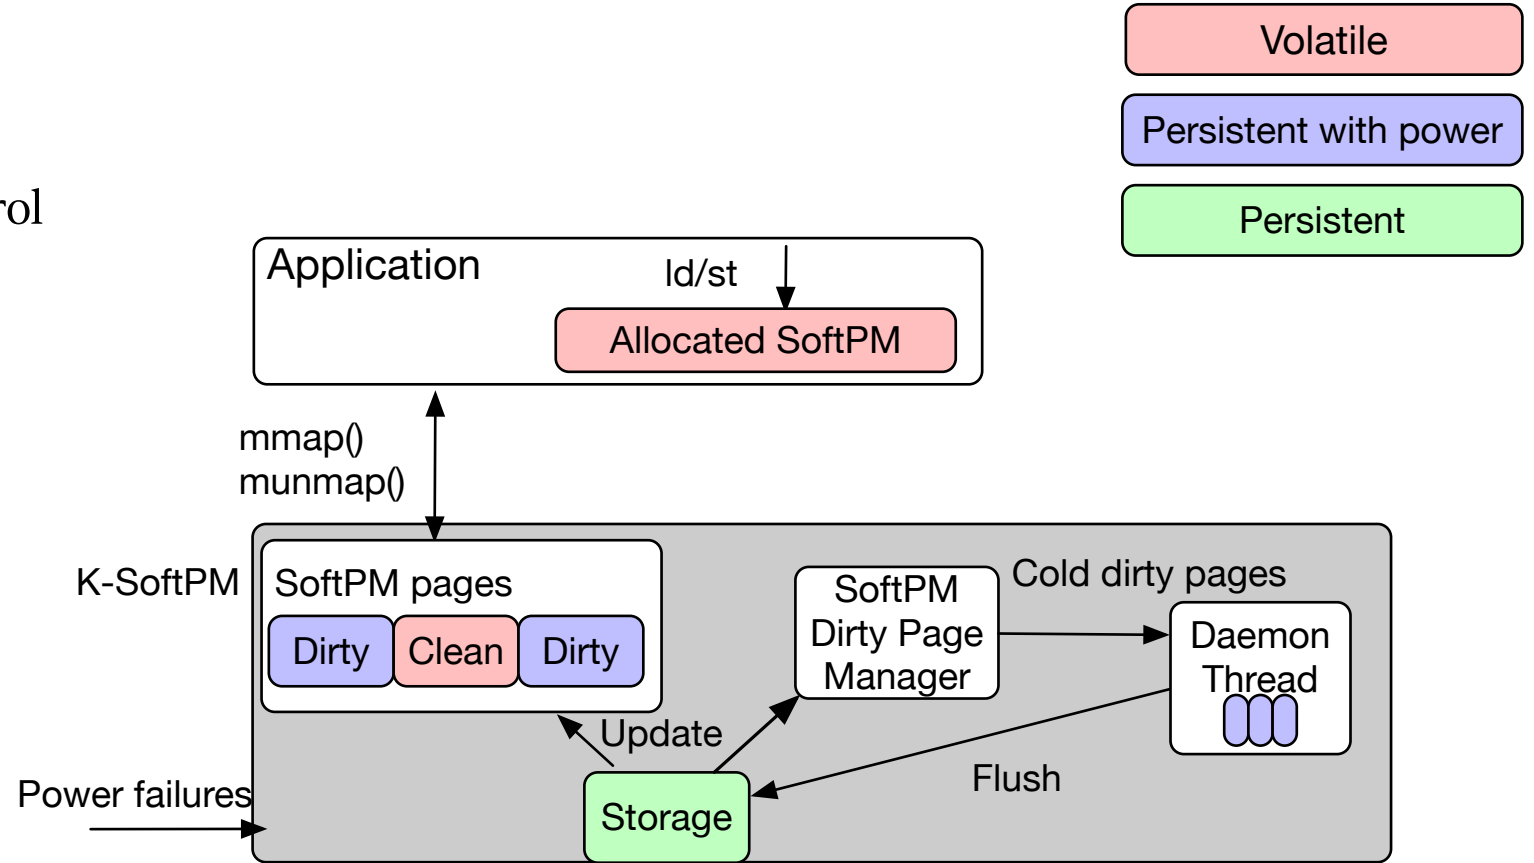 Volatile
Persistent with power
Persistent
rol
Application
ld/st
Allocated SoftPM
mmap()
munmap()
K-SoftPM
SoftPM pages
Dirty
Clean
Dirty
SoftPM
Dirty Page
Manager
Cold dirty pages
Daemon
Thread
Update
Flush
Power failures
Storage